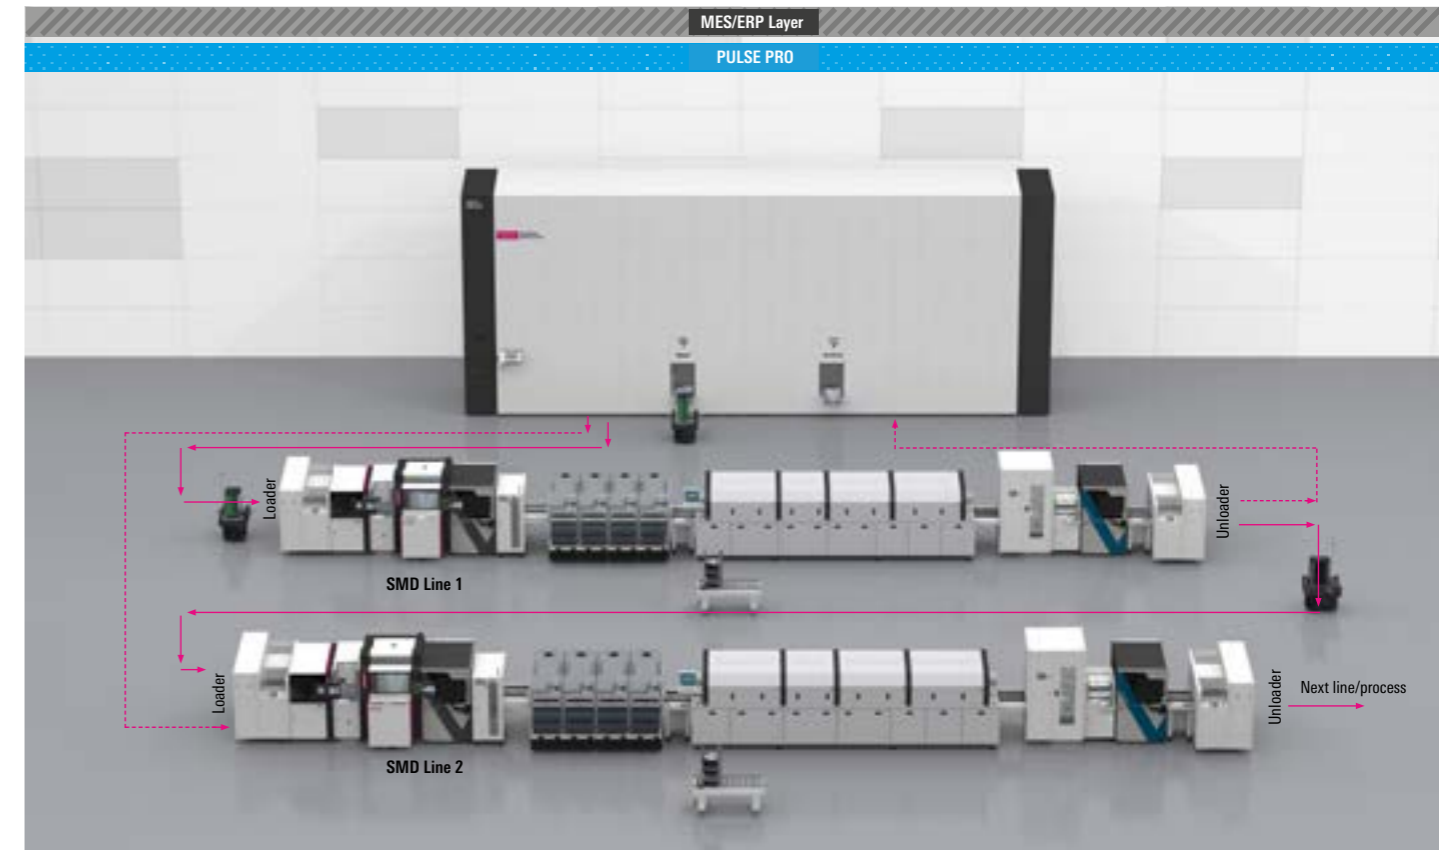 MES/ERP Layer
PULSE PRO
Loader
Unloader
SMD Line 1
Loader
Unloader
Next line/process
SMD Line 2